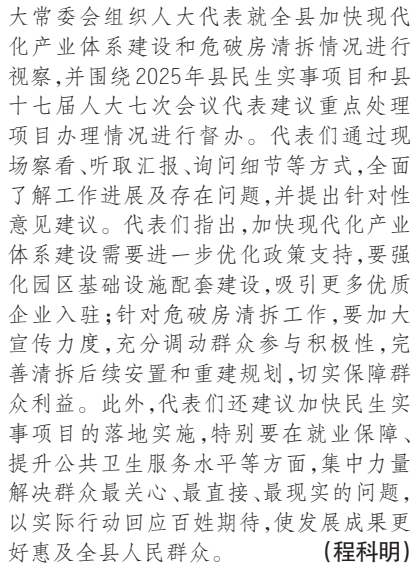 大常委会组织人大代表就全县加快现代
化产业体系建设和危破房清拆情况进行
视察,并围绕2025年县民生实事项目和县
十七届人大七次会议代表建议重点处理
项目办理情况进行督办。代表们通过现
场察看、听取汇报、询问细节等方式,全面
了解工作进展及存在问题,并提出针对性
意见建议。代表们指出,加快现代化产业
体系建设需要进一步优化政策支持,要强
化园区基础设施配套建设,吸引更多优质
企业入驻;针对危破房清拆工作,要加大
宣传力度,充分调动群众参与积极性,完
善清拆后续安置和重建规划,切实保障群
众利益。此外,代表们还建议加快民生实
事项目的落地实施,特别要在就业保障、
提升公共卫生服务水平等方面,集中力量
解决群众最关心、最直接、最现实的问题,
以实际行动回应百姓期待,使发展成果更
好惠及全县人民群众。 (程科明)